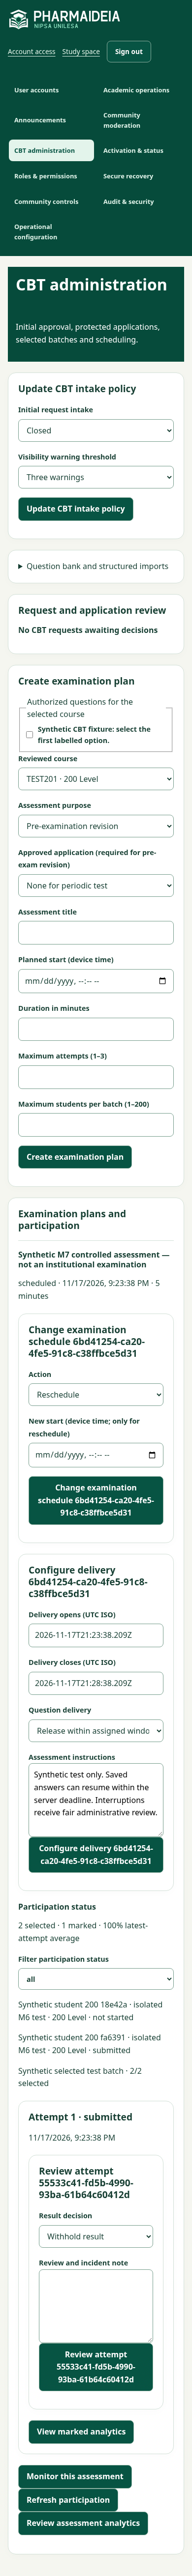 PHARMAIDEIA
NIPSA UNILESA
Account access
Study space
Sign out
User accounts
Academic operations
Announcements
Community
moderation
CBT administration
Activation & status
Roles & permissions
Secure recovery
Community controls
Audit & security
Operational
configuration
CBT administration
Initial approval, protected applications,
selected batches and scheduling.
Update CBT intake policy
Initial request intake
Closed
Visibility warning threshold
Three warnings
Update CBT intake policy
▶ Question bank and structured imports
Request and application review
No CBT requests awaiting decisions
Create examination plan
Authorized questions for the
selected course
Synthetic CBT fixture: select the
first labelled option.
Reviewed course
TEST201 · 200 Level
Assessment purpose
Pre-examination revision
Approved application (required for pre-
exam revision)
None for periodic test
Assessment title
Planned start (device time)
mm/dd/yyyy, --:-- --
Duration in minutes
Maximum attempts (1–3)
Maximum students per batch (1–200)
Create examination plan
Examination plans and
participation
Synthetic M7 controlled assessment —
not an institutional examination
scheduled · 11/17/2026, 9:23:38 PM · 5
minutes
Change examination
schedule 6bd41254-ca20-
4fe5-91c8-c38ffbce5d31
Action
Reschedule
New start (device time; only for
reschedule)
mm/dd/yyyy, --:-- --
Change examination
schedule 6bd41254-ca20-4fe5-
91c8-c38ffbce5d31
Configure delivery
6bd41254-ca20-4fe5-91c8-
c38ffbce5d31
Delivery opens (UTC ISO)
2026-11-17T21:23:38.209Z
Delivery closes (UTC ISO)
2026-11-17T21:28:38.209Z
Question delivery
Release within assigned windo
Assessment instructions
Synthetic test only. Saved
answers can resume within the
server deadline. Interruptions
receive fair administrative review.
Configure delivery 6bd41254-
ca20-4fe5-91c8-c38ffbce5d31
Participation status
2 selected · 1 marked · 100% latest-
attempt average
Filter participation status
all
Synthetic student 200 18e42a · isolated
M6 test · 200 Level · not started
Synthetic student 200 fa6391 · isolated
M6 test · 200 Level · submitted
Synthetic selected test batch · 2/2
selected
Attempt 1 · submitted
11/17/2026, 9:23:38 PM
Review attempt
55533c41-fd5b-4990-
93ba-61b64c60412d
Result decision
Withhold result
Review and incident note
Review attempt
55533c41-fd5b-4990-
93ba-61b64c60412d
View marked analytics
Monitor this assessment
Refresh participation
Review assessment analytics